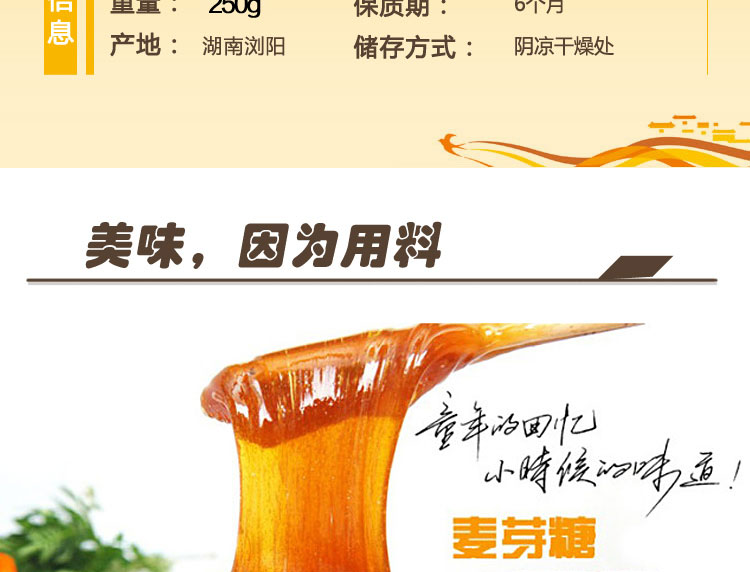 信息
重量： 250g 保质期： 6个月
产地： 湖南浏阳 储存方式： 阴凉干燥处
美味，因为用料
童年的回忆
小時候的味道！
麦芽糖